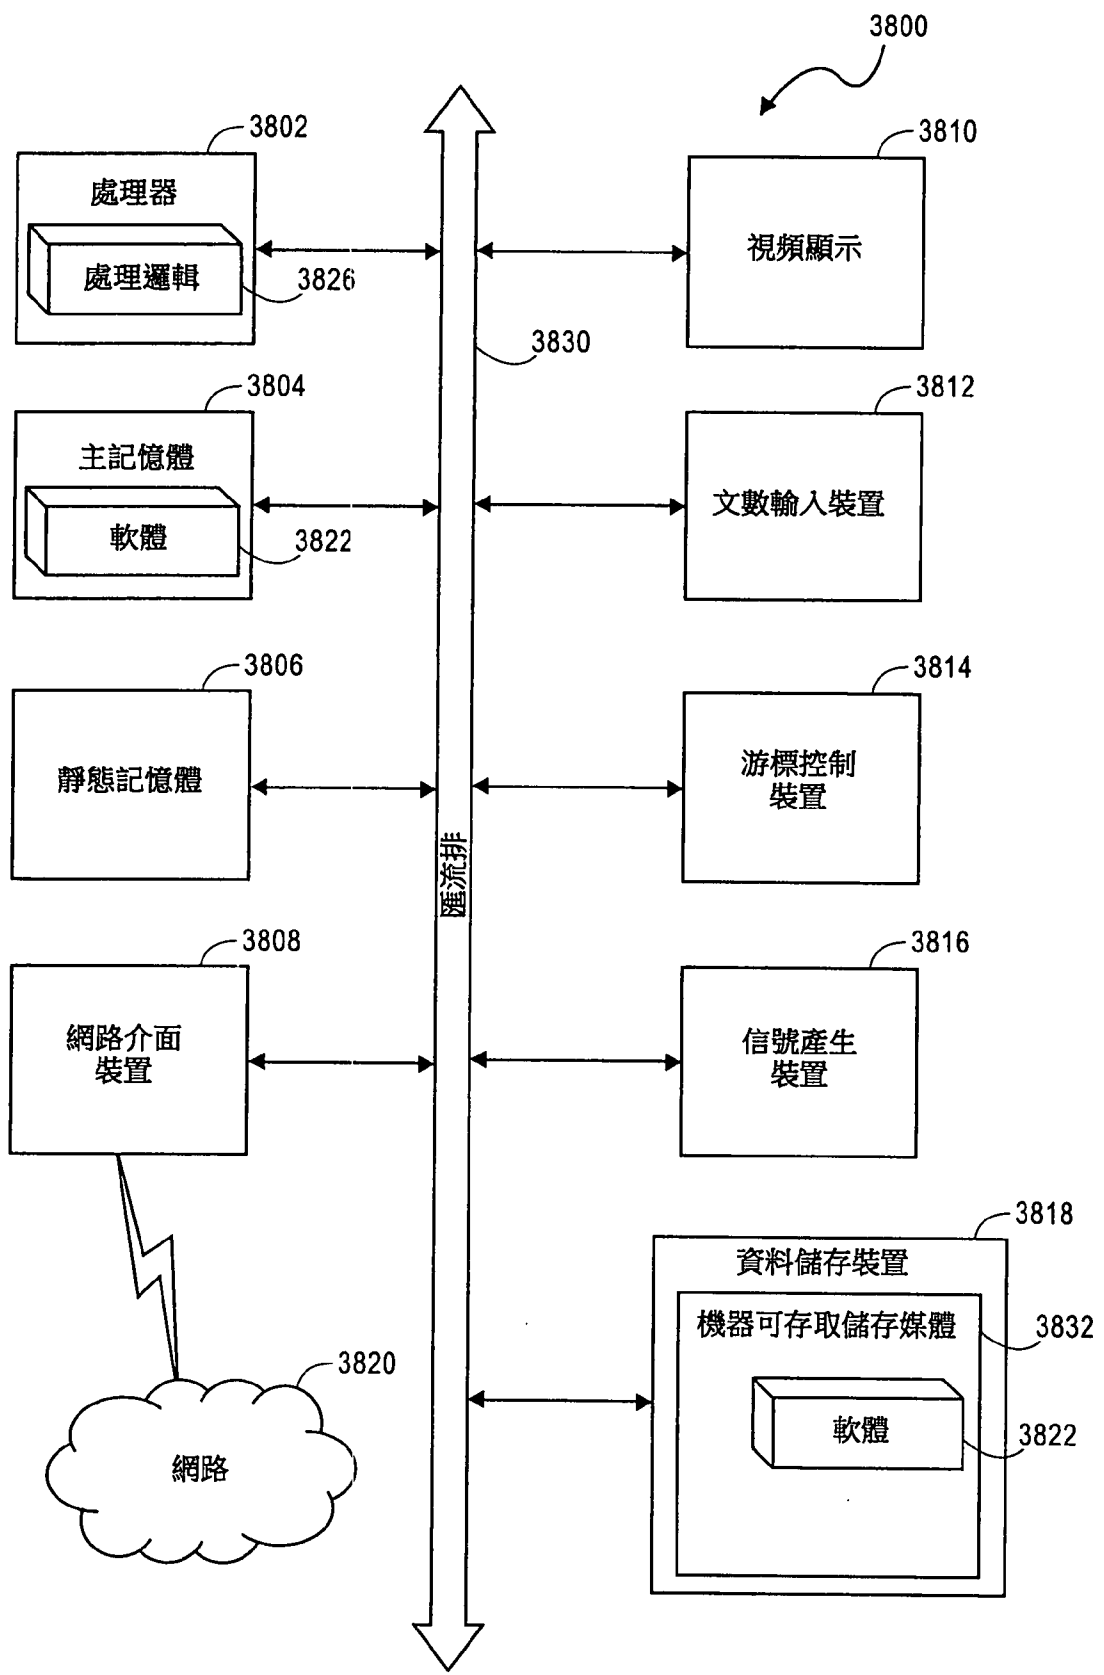 3800
3802
處理器
處理邏輯
3826
3804
主記憶體
軟體
3822
3806
靜態記憶體
3808
網路介面
裝置
3820
網路
匯流排
3830
3810
視頻顯示
3812
文數輸入裝置
3814
游標控制
裝置
3816
信號產生
裝置
3818
資料儲存裝置
機器可存取儲存媒體
3832
軟體
3822